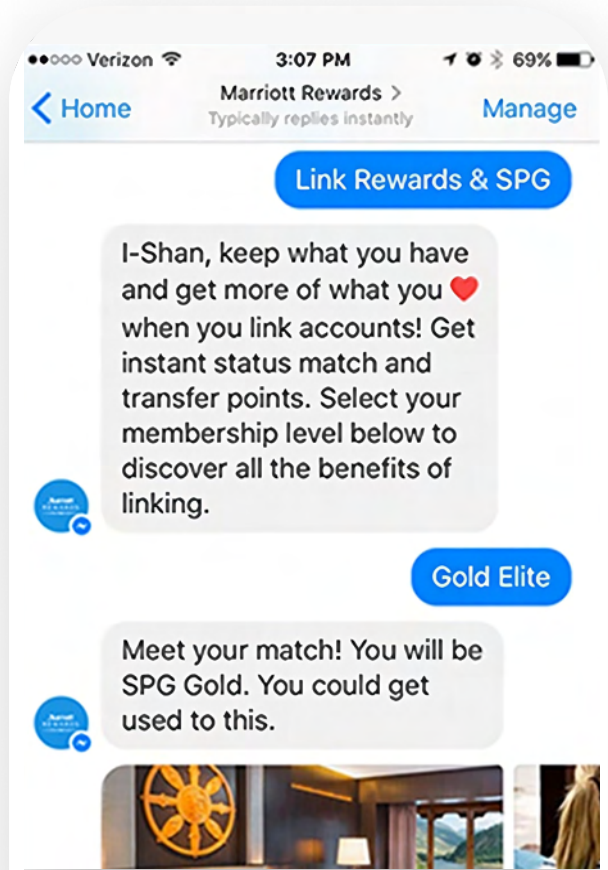 Verizon 3:07 PM 69%
Home Marriott Rewards > Manage
Typically replies instantly
Link Rewards & SPG
I-Shan, keep what you have
and get more of what you ❤️
when you link accounts! Get
instant status match and
transfer points. Select your
membership level below to
discover all the benefits of
linking.
Gold Elite
Meet your match! You will be
SPG Gold. You could get
used to this.